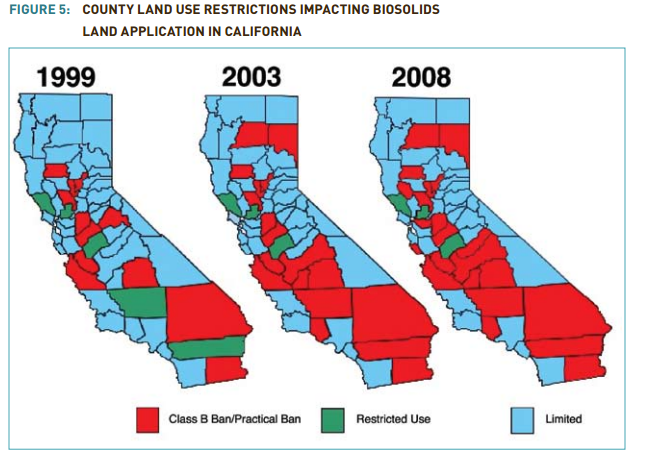 FIGURE 5: COUNTY LAND USE RESTRICTIONS IMPACTING BIOSOLIDS
LAND APPLICATION IN CALIFORNIA
1999 2003 2008
Class B Ban/Practical Ban Restricted Use Limited